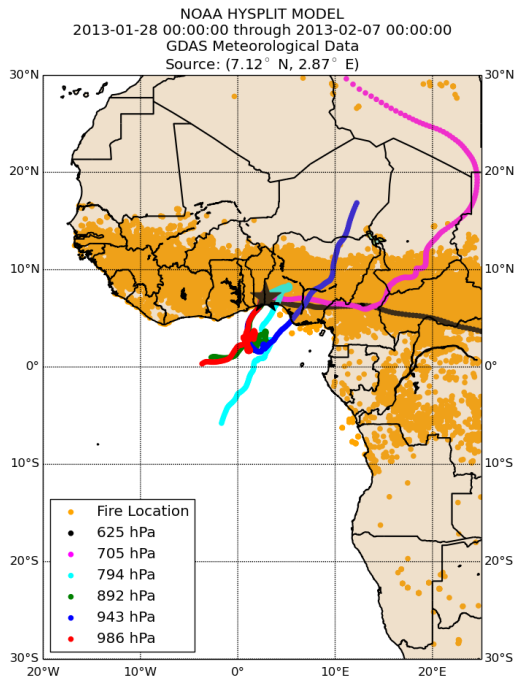 NOAA HYSPLIT MODEL
2013-01-28 00:00:00 through 2013-02-07 00:00:00
GDAS Meteorological Data
Source: (7.12° N, 2.87° E)
30°N 30°N
20°N 20°N
10°N 10°N
0° 0°
10°S 10°S
20°S 20°S
30°S 30°S
Fire Location
625 hPa
705 hPa
794 hPa
892 hPa
943 hPa
986 hPa
20°W 10°W 0° 10°E 20°E